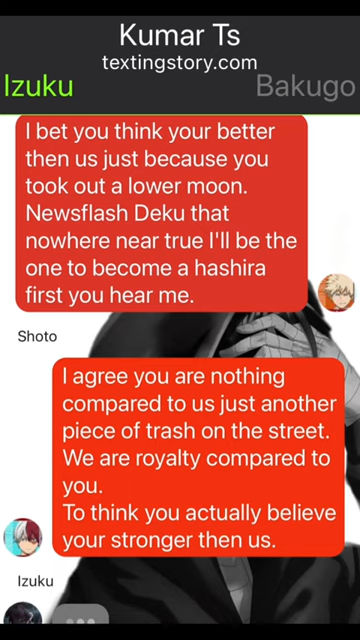 Kumar Ts
textingstory.com
Izuku
Bakugo
I bet you think your better
then us just because you
took out a lower moon.
Newsflash Deku that
nowhere near true I'll be the
one to become a hashira
first you hear me.
Shoto
I agree you are nothing
compared to us just another
piece of trash on the street.
We are royalty compared to
you.
To think you actually believe
your stronger then us.
Izuku